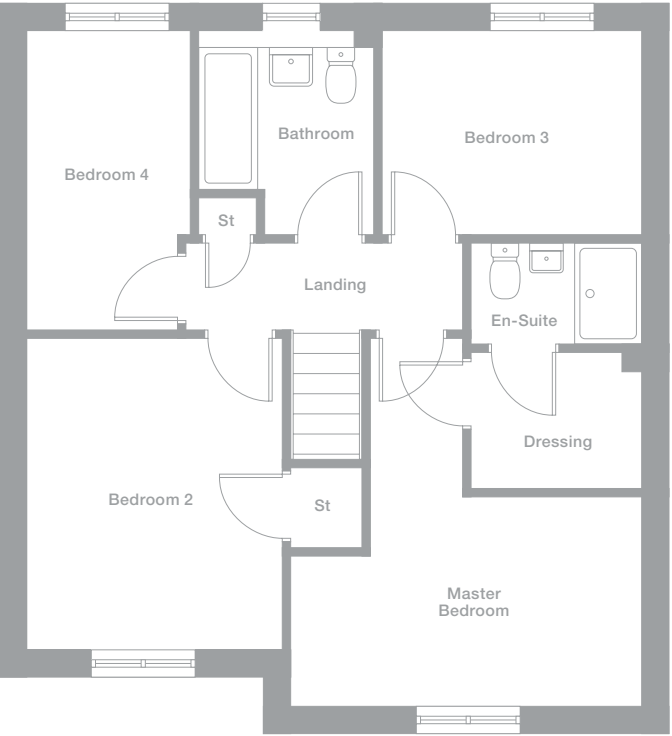 Bathroom
Bedroom 3
Bedroom 4
St
Landing
En-Suite
Dressing
Bedroom 2
St
Master
Bedroom